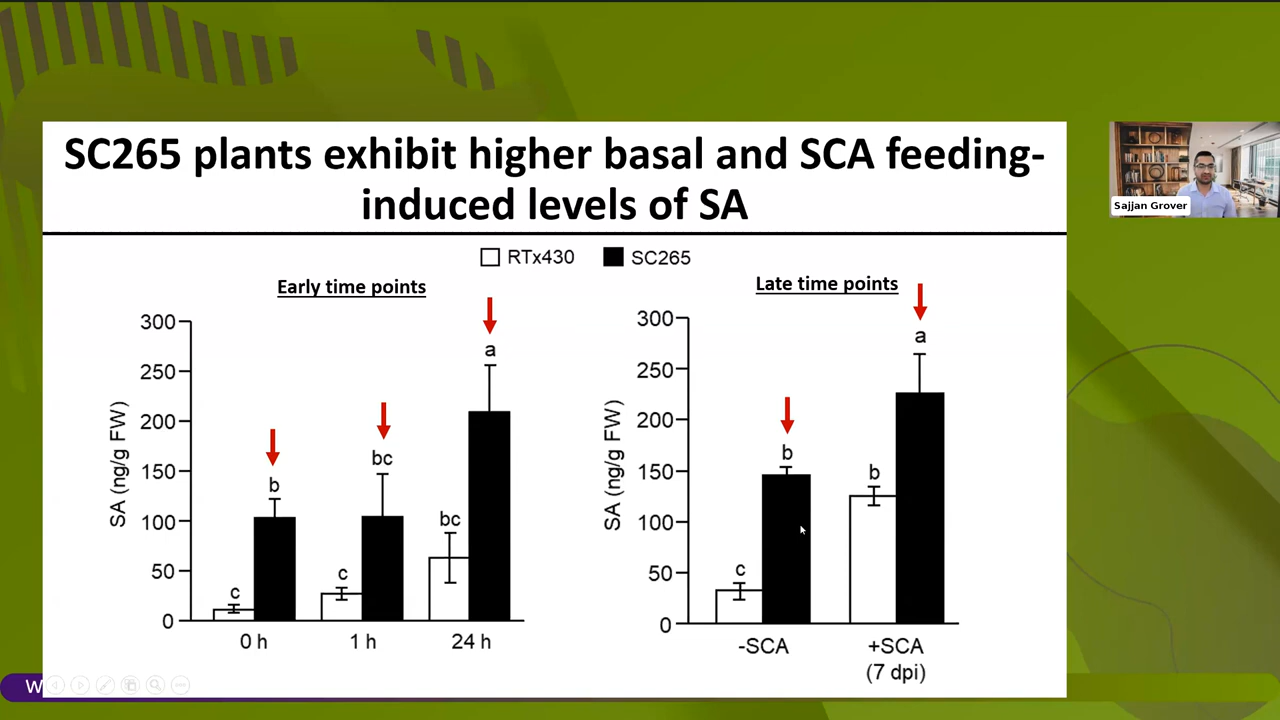 SC265 plants exhibit higher basal and SCA feeding-
induced levels of SA
RTx430
SC265
Early time points
300
250
200
150
100
50
0
SA (ng/g FW)
c
b
c
bc
bc
a
0 h
1 h
24 h
Late time points
300
250
200
150
100
50
0
SA (ng/g FW)
c
b
b
a
-SCA
+SCA
(7 dpi)
Sajjan Grover
W